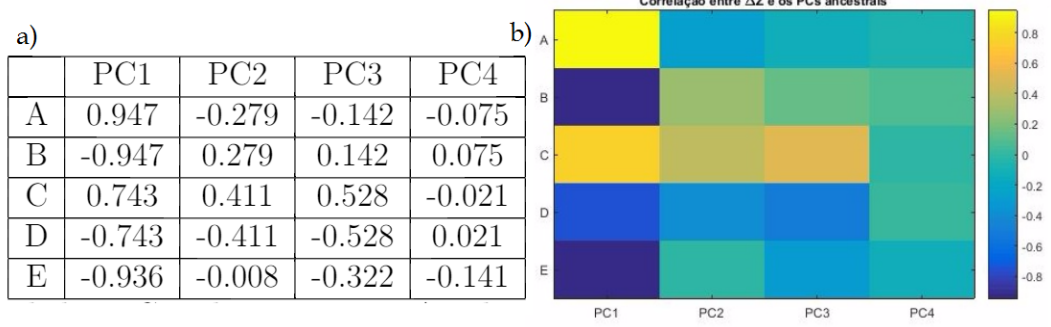 a)
PC1 PC2 PC3 PC4
A 0.947 -0.279 -0.142 -0.075
B -0.947 0.279 0.142 0.075
C 0.743 0.411 0.528 -0.021
D -0.743 -0.411 -0.528 0.021
E -0.936 -0.008 -0.322 -0.141
b)
Correlação entre ΔZ e os PCs ancestrais
A
B
C
D
E
PC1 PC2 PC3 PC4
0.8
0.6
0.4
0.2
0
-0.2
-0.4
-0.6
-0.8